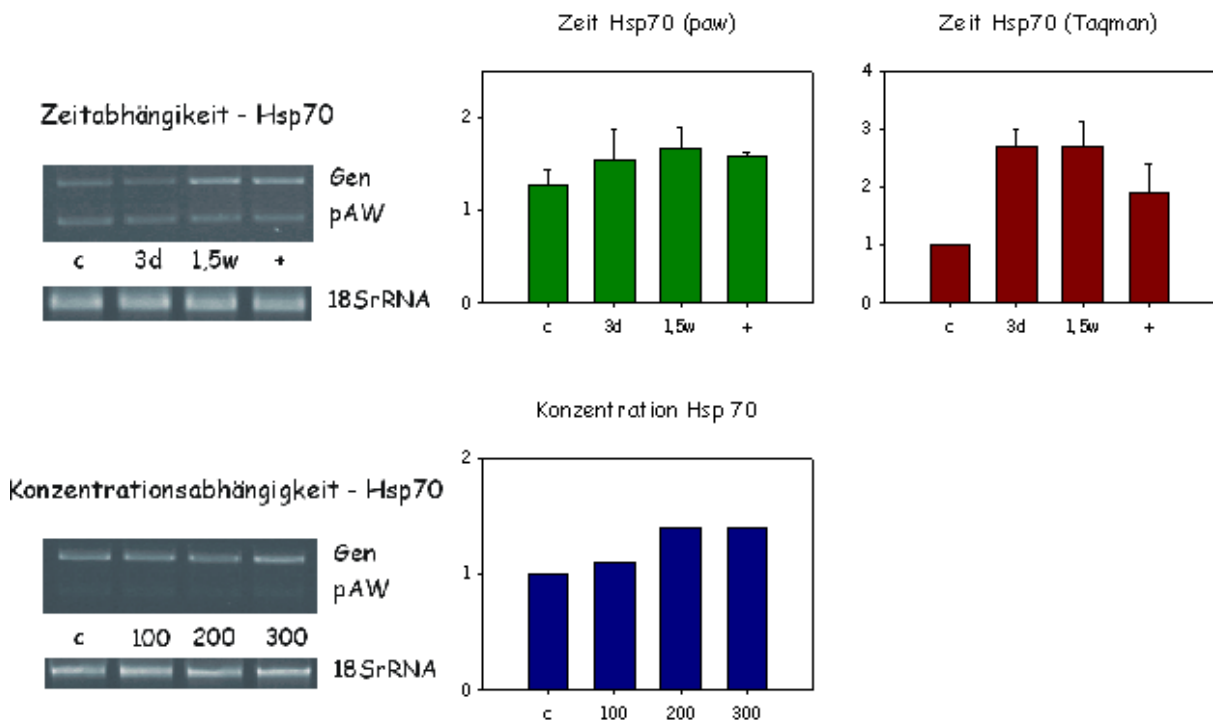 Zeitabhängikeit - Hsp70
Gen
pAW
c 3d 1,5w +
18SrRNA
Zeit Hsp70 (paw)
2
1
0
c 3d 1,5w +
Zeit Hsp70 (Taqman)
4
3
2
1
0
c 3d 1,5w +
Konzentrationsabhängigkeit - Hsp70
Gen
pAW
c 100 200 300
18SrRNA
Konzentration Hsp 70
2
1
0
c 100 200 300